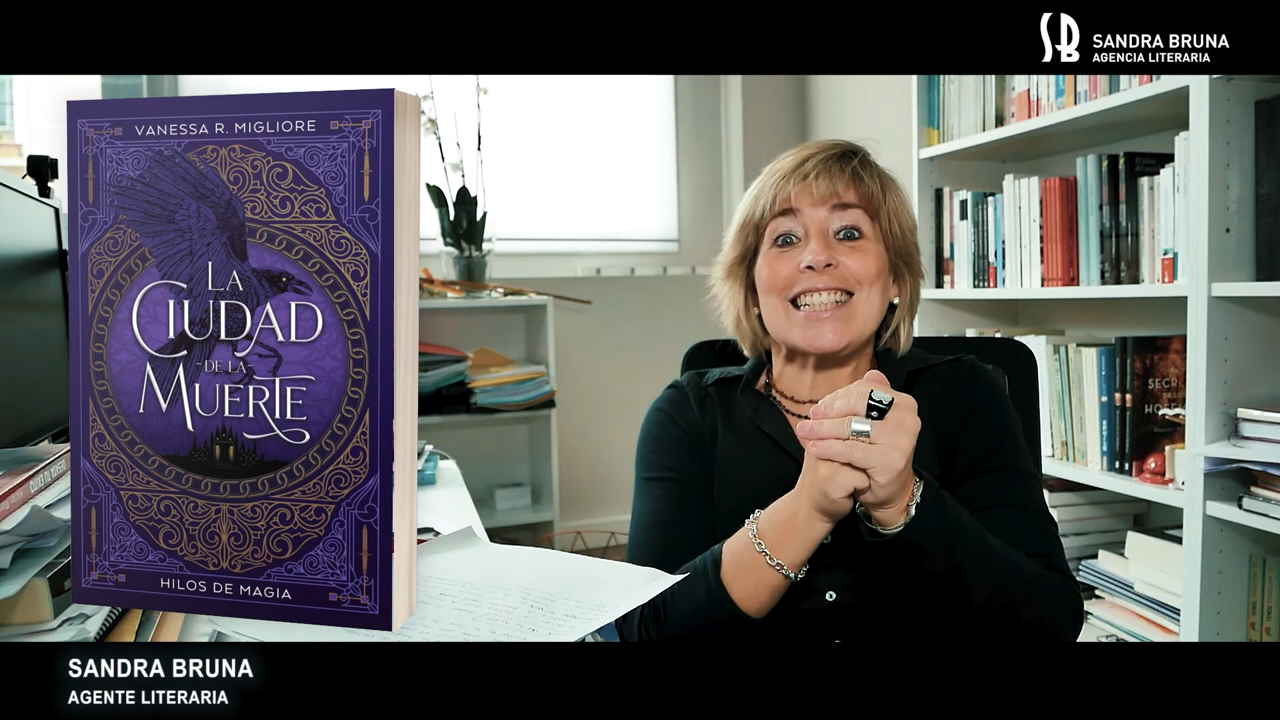 SANDRA BRUNA
AGENCIA LITERARIA
VANESSA R. MIGLIORE
LA
CIUDAD
DE LA
MUERTE
HILOS DE MAGIA
SANDRA BRUNA
AGENTE LITERARIA